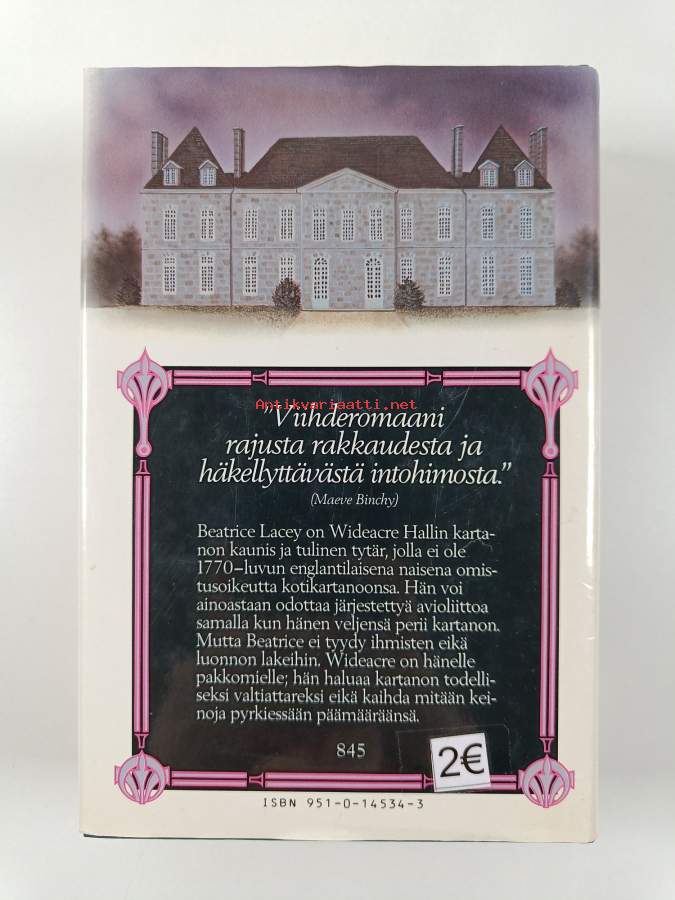 Antikvariaatti.net
"Viihderomaani
rajusta rakkaudesta ja
häkellyttävästä intohimosta."
(Maeve Binchy)
Beatrice Lacey on Wideacre Hallin karta-
non kaunis ja tulinen tytär, jolla ei ole
1770–luvun englantilaisena naisena omis-
tusoikeutta kotikartanoonsa. Hän voi
ainoastaan odottaa järjestettyä avioliittoa
samalla kun hänen veljensä perii kartanon.
Mutta Beatrice ei tyydy ihmisten eikä
luonnon lakeihin. Wideacre on hänelle
pakkomielle; hän haluaa kartanon todelli-
seksi valtiattareksi eikä kaihda mitään kei-
noja pyrkiessään päämääräänsä.
845
2€
ISBN 951-0-14534-3